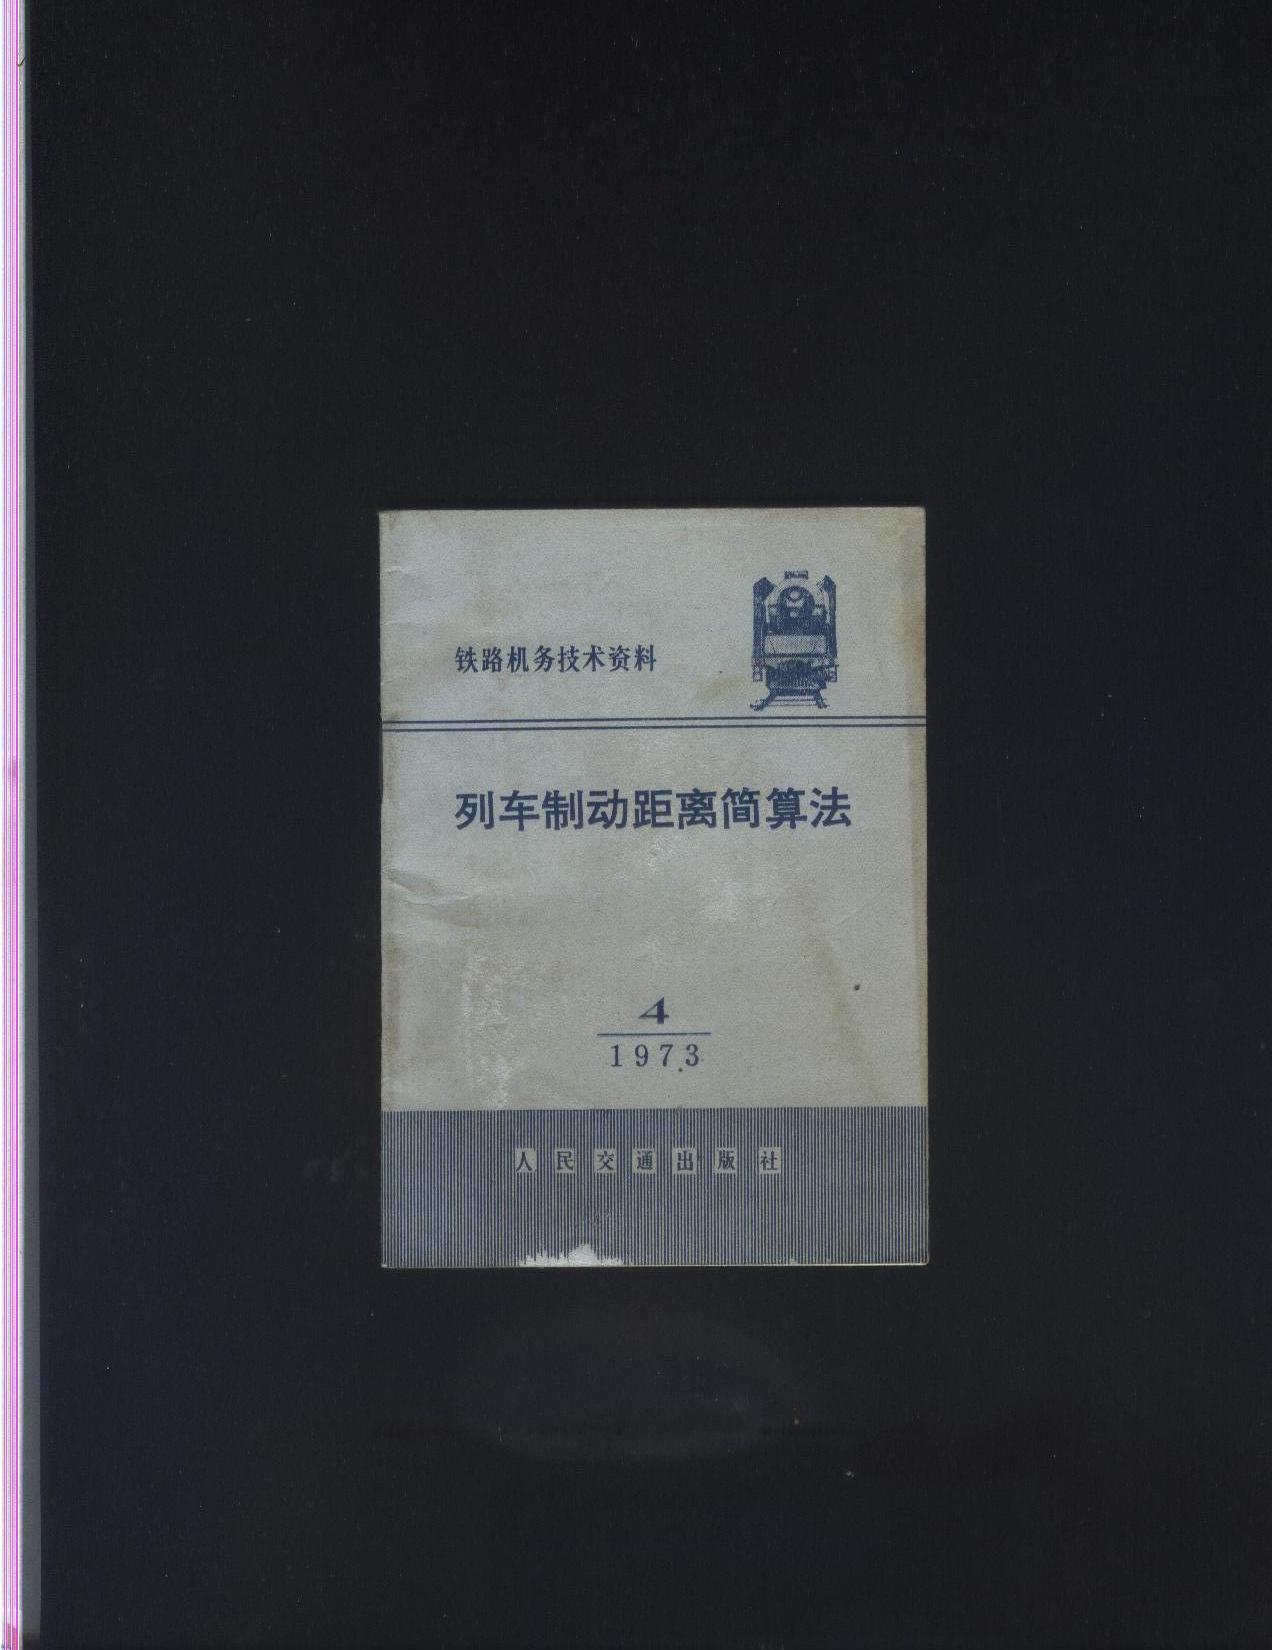 铁路机务技术资料
列车制动距离简算法
4
1973
人民交通出版社